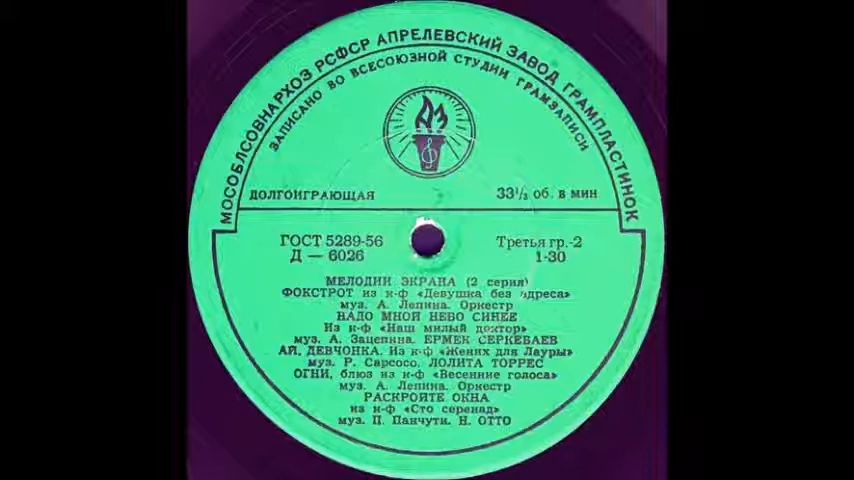 МОСОБЛСОВНАРХОЗ РСФСР АПРЕЛЕВСКИЙ ЗАВОД ГРАМПЛАСТИНОК
ЗАПИСАНО ВО ВСЕСОЮЗНОЙ СТУДИИ ГРАМЗАПИСИ
АЗ
ДОЛГОИГРАЮЩАЯ 33⅓ об. в мин
ГОСТ 5289-56 Третья гр.-2
Д — 6026 1-30
МЕЛОДИИ ЭКРАНА (2 серия)
ФОКСТРОТ из к-ф «Девушка без адреса»
муз. А. Лепина. Оркестр
НАДО МНОЙ НЕБО СИНЕЕ
Из к-ф «Наш милый доктор»
муз. А. Зацепина. ЕРМЕК СЕРКЕБАЕВ
АЙ, ДЕВЧОНКА. Из к-ф «Жених для Лауры»
муз. Р. Сарсосо. ЛОЛИТА ТОРРЕС
ОГНИ, блюз из к-ф «Весенние голоса»
муз. А. Лепина. Оркестр
РАСКРОЙТЕ ОКНА
из к-ф «Сто серенад»
муз. П. Панчути. Н. ОТТО